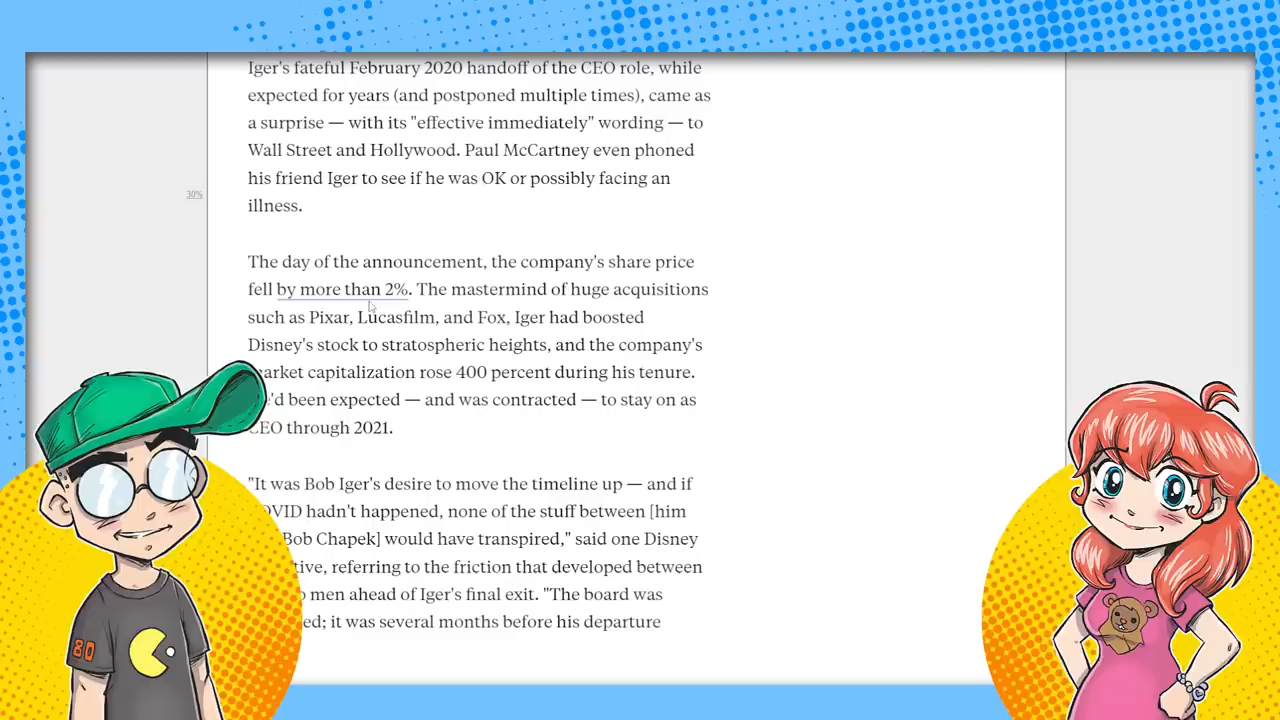 Iger's fateful February 2020 handoff of the CEO role, while
expected for years (and postponed multiple times), came as
a surprise — with its "effective immediately" wording — to
Wall Street and Hollywood. Paul McCartney even phoned
his friend Iger to see if he was OK or possibly facing an
30%
illness.
The day of the announcement, the company's share price
fell by more than 2%. The mastermind of huge acquisitions
such as Pixar, Lucasfilm, and Fox, Iger had boosted
Disney's stock to stratospheric heights, and the company's
arket capitalization rose 400 percent during his tenure.
e'd been expected — and was contracted — to stay on as
CEO through 2021.
"It was Bob Iger's desire to move the timeline up — and if
OVID hadn't happened, none of the stuff between [him
Bob Chapek] would have transpired," said one Disney
tive, referring to the friction that developed between
men ahead of Iger's final exit. "The board was
ed; it was several months before his departure
80